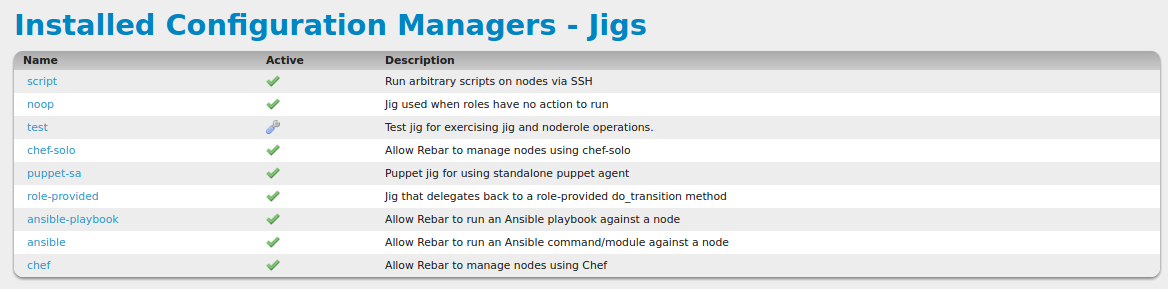 Installed Configuration Managers - Jigs
Name Active Description
script Run arbitrary scripts on nodes via SSH
noop Jig used when roles have no action to run
test Test jig for exercising jig and noderole operations.
chef-solo Allow Rebar to manage nodes using chef-solo
puppet-sa Puppet jig for using standalone puppet agent
role-provided Jig that delegates back to a role-provided do_transition method
ansible-playbook Allow Rebar to run an Ansible playbook against a node
ansible Allow Rebar to run an Ansible command/module against a node
chef Allow Rebar to manage nodes using Chef